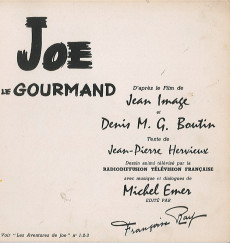 JOE
LE GOURMAND
D'après le Film de
Jean Image
et
Denis M. G. Boutin
Texte de
Jean-Pierre Hervieux
Dessin animé télévisé par la
RADIODIFFUSION TÉLÉVISION FRANÇAISE
avec musique et dialogues de
Michel Emer
ÉDITÉ PAR
Françoise Ray
Voir "Les Aventures de Joe" n° 1-2-3